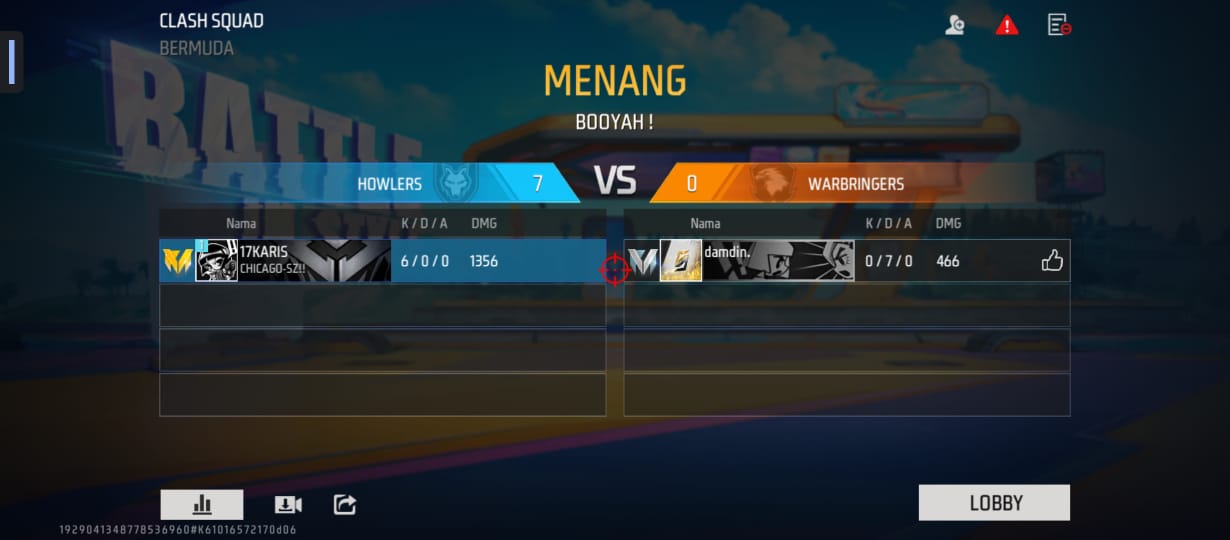 CLASH SQUAD
BERMUDA
MENANG
BOOYAH !
HOWLERS 7 VS 0 WARBRINGERS
Nama K / D / A DMG Nama K / D / A DMG
17KARIS
CHICAGO-SZ!! 6 / 0 / 0 1356 damdin. 0 / 7 / 0 466
BATTLE
LOBBY
1929041348778536960#K61016572170d06